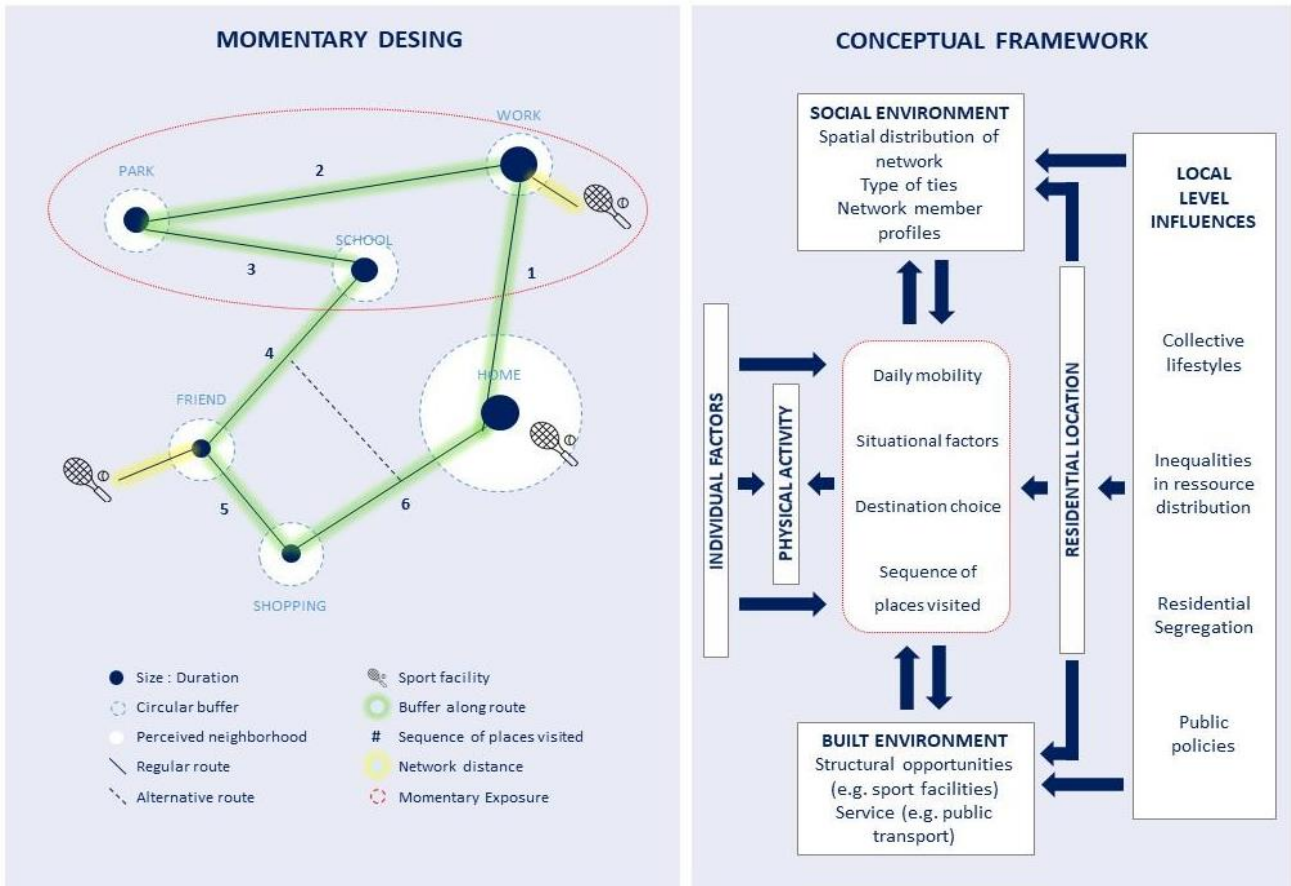 MOMENTARY DESING
WORK
PARK
2
SCHOOL
3
1
4
HOME
FRIEND
5
6
SHOPPING
Size : Duration
Circular buffer
Perceived neighborhood
Regular route
Alternative route
Sport facility
Buffer along route
# Sequence of places visited
Network distance
Momentary Exposure
CONCEPTUAL FRAMEWORK
SOCIAL ENVIRONMENT
Spatial distribution of
network
Type of ties
Network member
profiles
INDIVIDUAL FACTORS
PHYSICAL ACTIVITY
Daily mobility
Situational factors
Destination choice
Sequence of
places visited
RESIDENTIAL LOCATION
LOCAL
LEVEL
INFLUENCES
Collective
lifestyles
Inequalities
in ressource
distribution
Residential
Segregation
Public
policies
BUILT ENVIRONMENT
Structural opportunities
(e.g. sport facilities)
Service (e.g. public
transport)